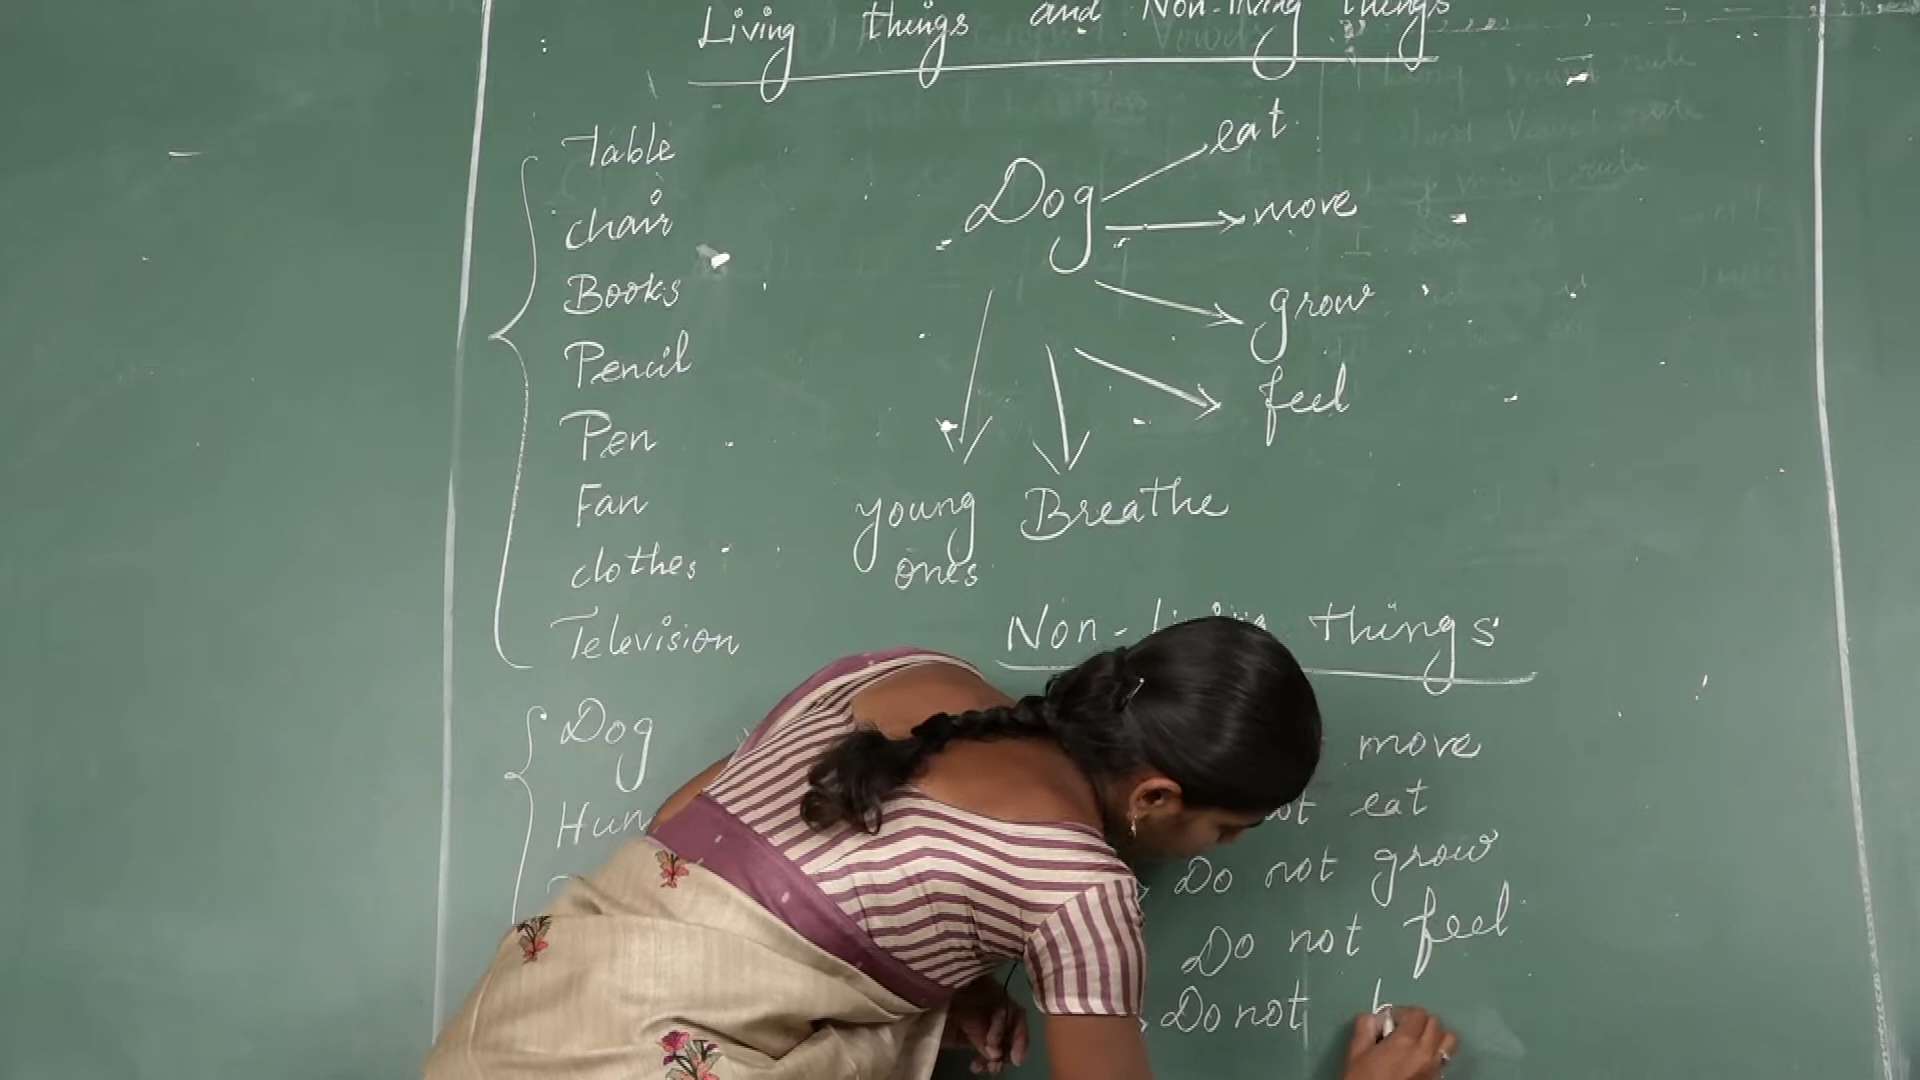 Living things and Non-living things
Table
chair
Books
Pencil
Pen
Fan
clothes
Television
Dog
Dog
eat
move
grow
feel
Breathe
young
ones
Non-living things
move
eat
Do not grow
Do not feel
Do not